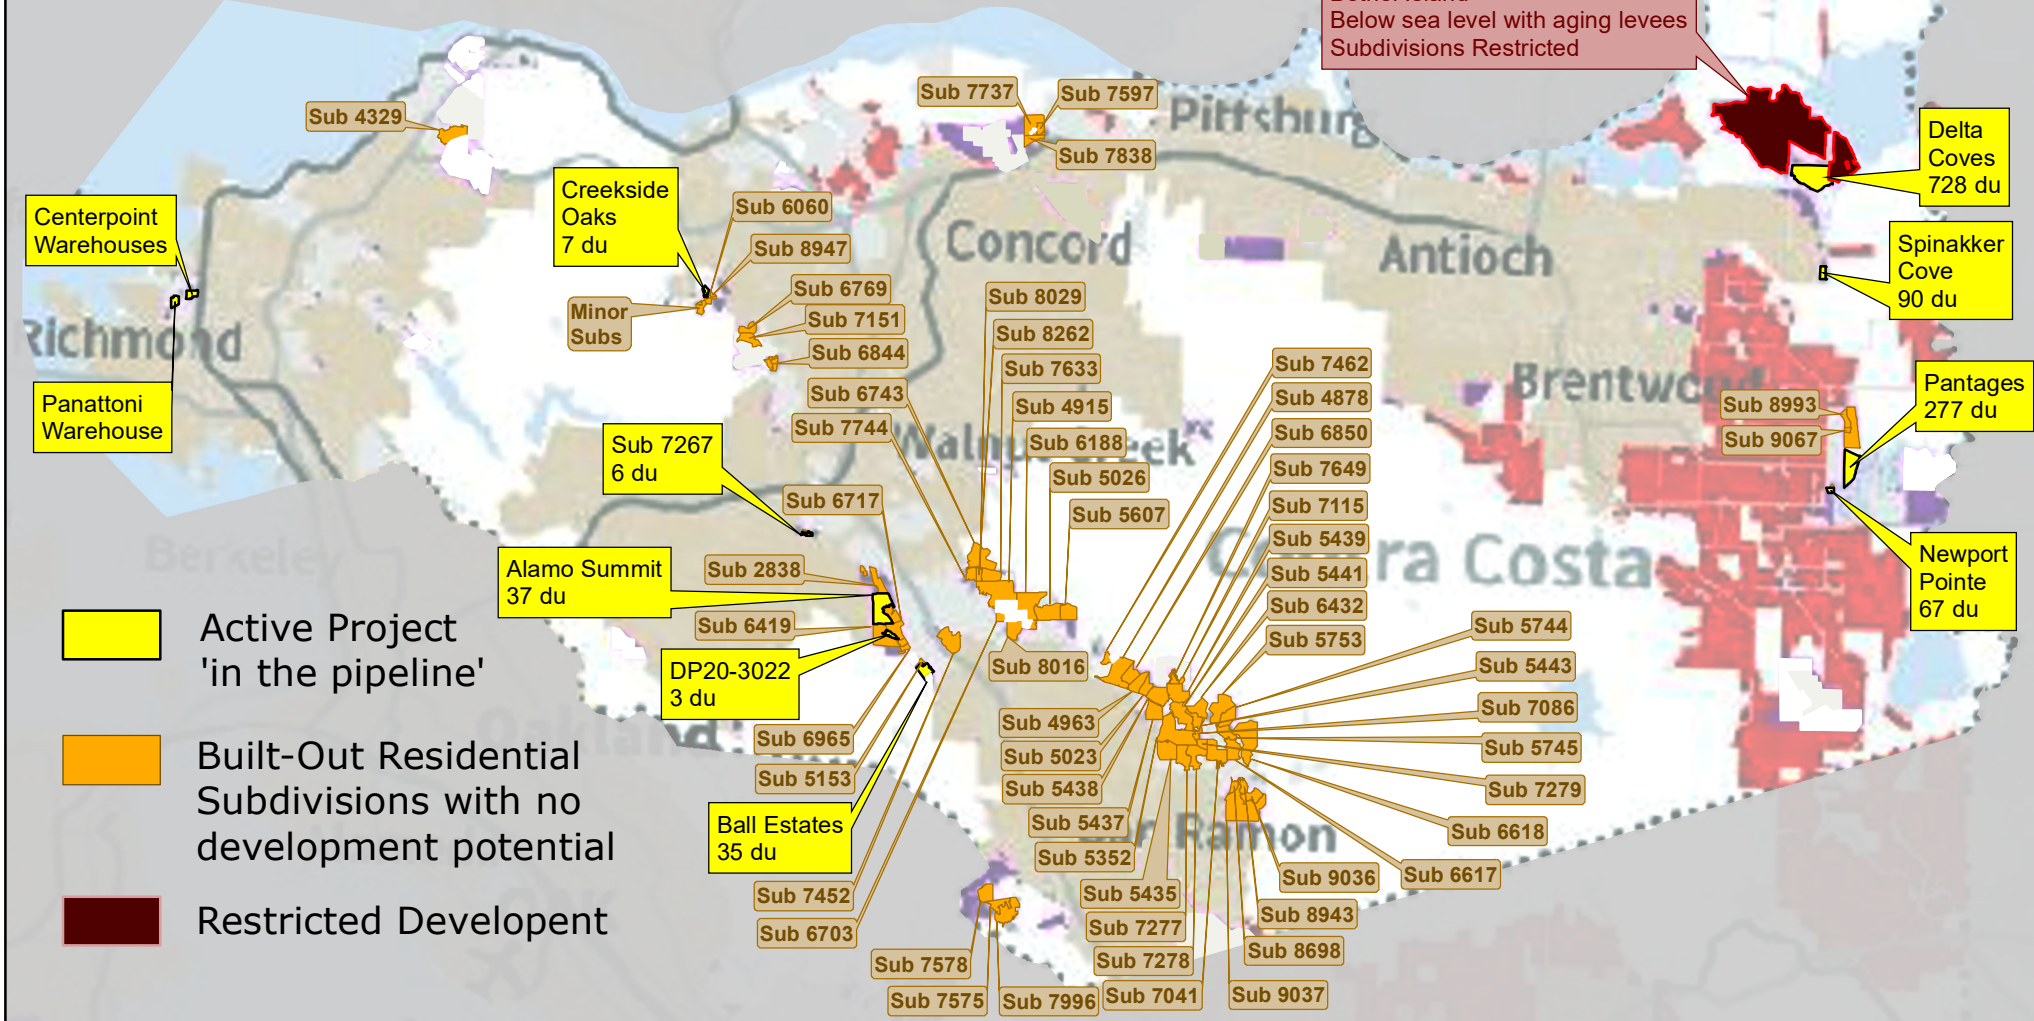 Below sea level with aging levees
Subdivisions Restricted
Sub 7737
Sub 7597
Sub 7838
Pittsburg
Sub 4329
Delta
Coves
728 du
Creekside
Oaks
7 du
Centerpoint
Warehouses
Sub 6060
Sub 8947
Concord
Antioch
Spinakker
Cove
90 du
Minor
Subs
Sub 6769
Sub 7151
Sub 6844
Richmond
Sub 8029
Sub 8262
Sub 7633
Sub 4915
Sub 6188
Sub 5026
Sub 5607
Sub 6743
Sub 7744
Walnut Creek
Sub 7462
Sub 4878
Sub 6850
Sub 7649
Sub 7115
Sub 5439
Sub 5441
Sub 6432
Sub 5753
Brentwood
Pantages
277 du
Sub 8993
Sub 9067
Panattoni
Warehouse
Sub 7267
6 du
Sub 6717
Contra Costa
Berkeley
Newport
Pointe
67 du
Alamo Summit
37 du
Sub 2838
Sub 6419
DP20-3022
3 du
Sub 8016
Sub 5744
Sub 5443
Sub 7086
Sub 5745
Sub 7279
Sub 6618
Sub 6617
Active Project
'in the pipeline'
Oakland
Sub 6965
Sub 5153
Sub 4963
Sub 5023
Sub 5438
Sub 5437
Sub 5352
Sub 5435
Sub 7277
Sub 7278
Sub 7041
San Ramon
Built-Out Residential
Subdivisions with no
development potential
Ball Estates
35 du
Sub 7452
Sub 6703
Sub 9036
Sub 8943
Sub 8698
Sub 9037
OAK
Restricted Developent
Sub 7578
Sub 7575
Sub 7996